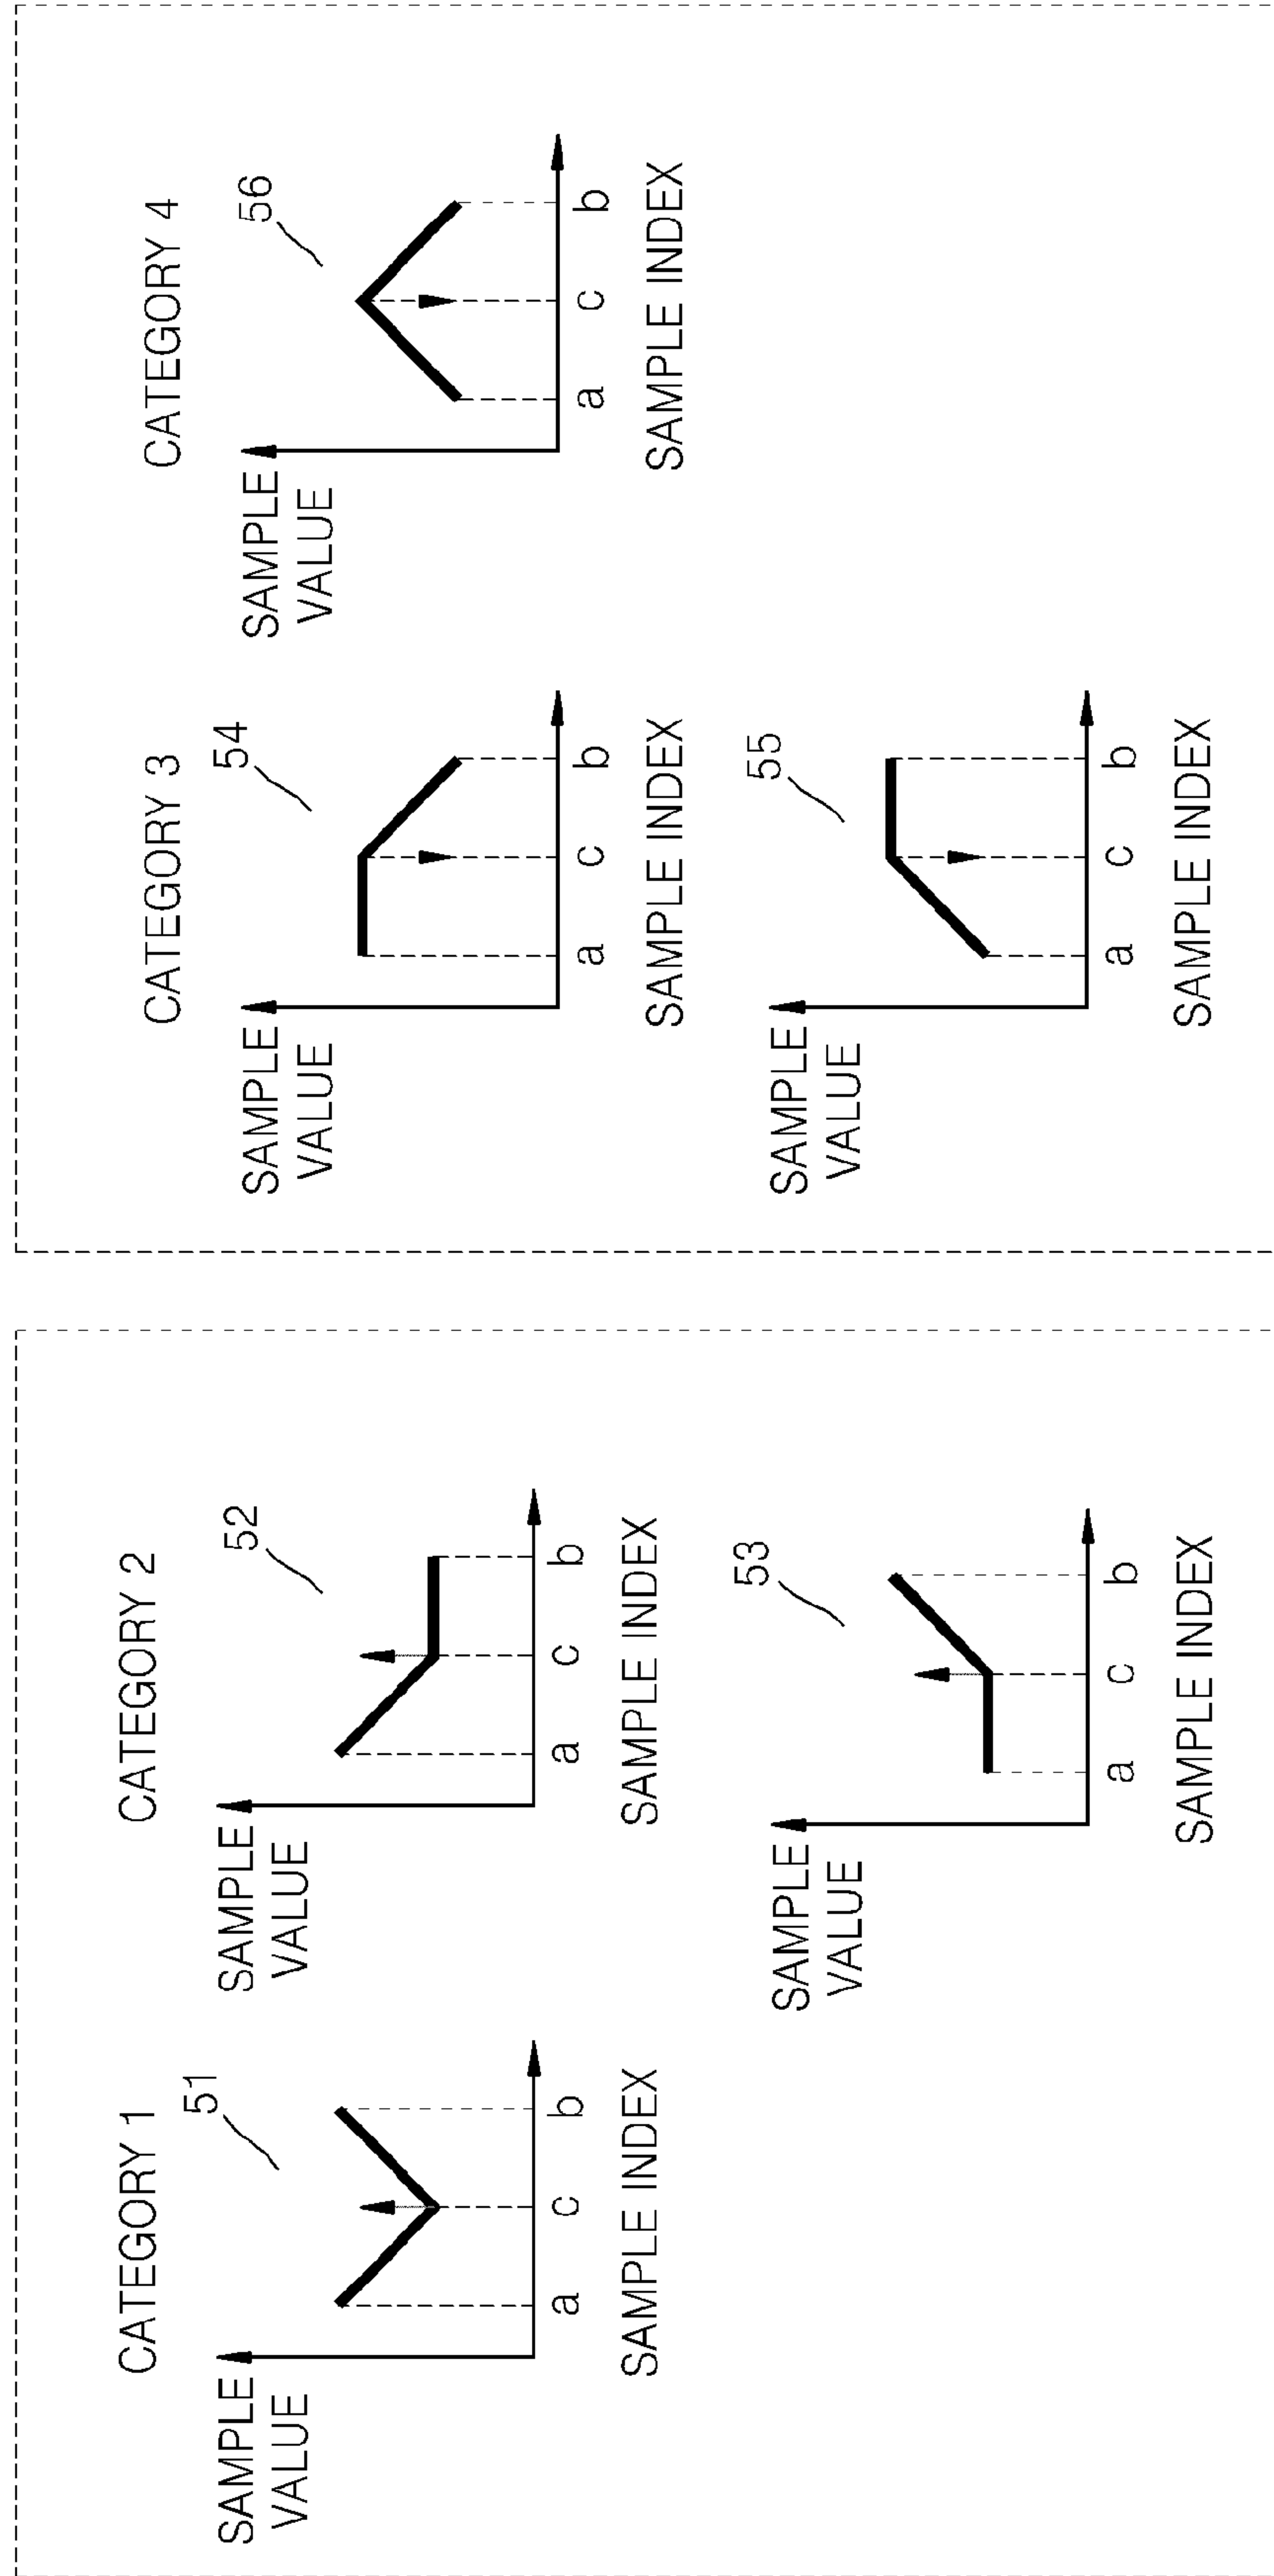 CATEGORY 1
51
SAMPLE
VALUE
a c b
SAMPLE INDEX
CATEGORY 2
52
SAMPLE
VALUE
a c b
SAMPLE INDEX
53
SAMPLE
VALUE
a c b
SAMPLE INDEX
CATEGORY 3
54
SAMPLE
VALUE
a c b
SAMPLE INDEX
55
SAMPLE
VALUE
a c b
SAMPLE INDEX
CATEGORY 4
56
SAMPLE
VALUE
a c b
SAMPLE INDEX